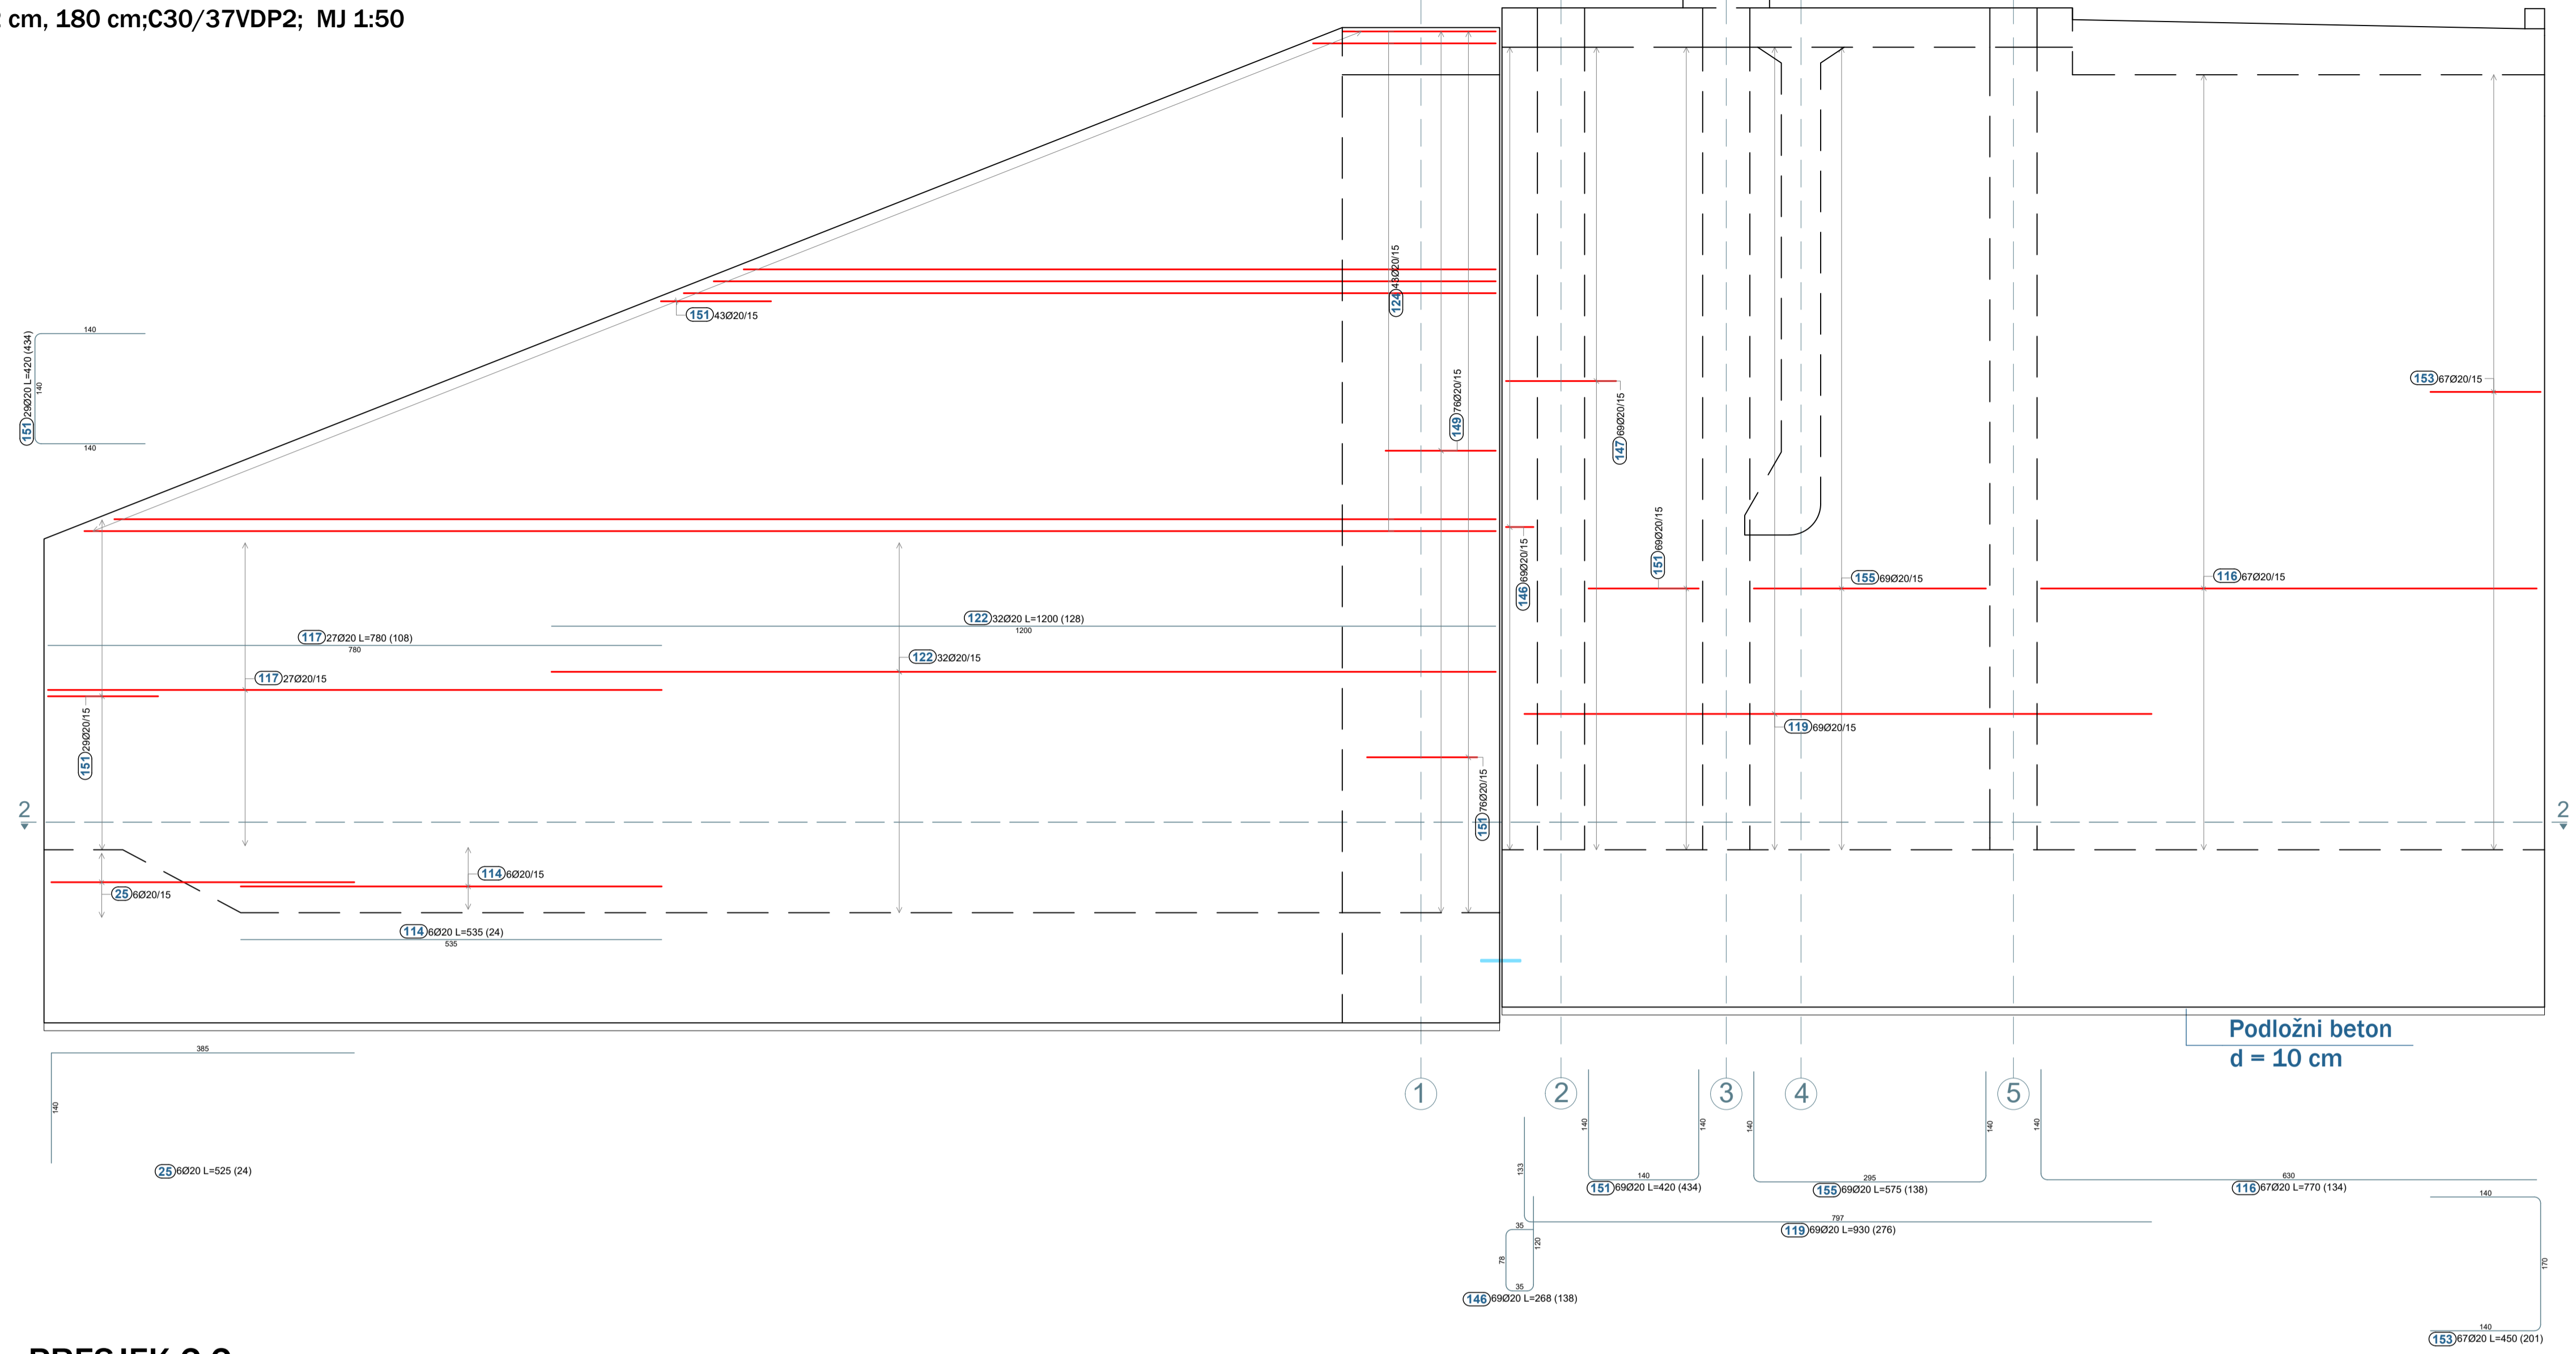 cm, 180 cm;C30/37VDP2; MJ 1:50
124 43Ø20/15
151 43Ø20/15
140
151 29Ø20 L=420 (434)
140
140
149 76Ø20/15
147 69Ø20/15
153 67Ø20/15
151 69Ø20/15
146 69Ø20/15
155 69Ø20/15
116 67Ø20/15
122 32Ø20 L=1200 (128)
1200
117 27Ø20 L=780 (108)
780
122 32Ø20/15
117 27Ø20/15
151 29Ø20/15
119 69Ø20/15
151 76Ø20/15
2
2
114 6Ø20/15
25 6Ø20/15
114 6Ø20 L=535 (24)
535
Podložni beton
d = 10 cm
385
140
25 6Ø20 L=525 (24)
1
2
3
4
5
140
140
140
151 69Ø20 L=420 (434)
140
140
295
155 69Ø20 L=575 (138)
140
630
116 67Ø20 L=770 (134)
133
797
119 69Ø20 L=930 (276)
35
120
78
35
146 69Ø20 L=268 (138)
140
170
140
153 67Ø20 L=450 (201)